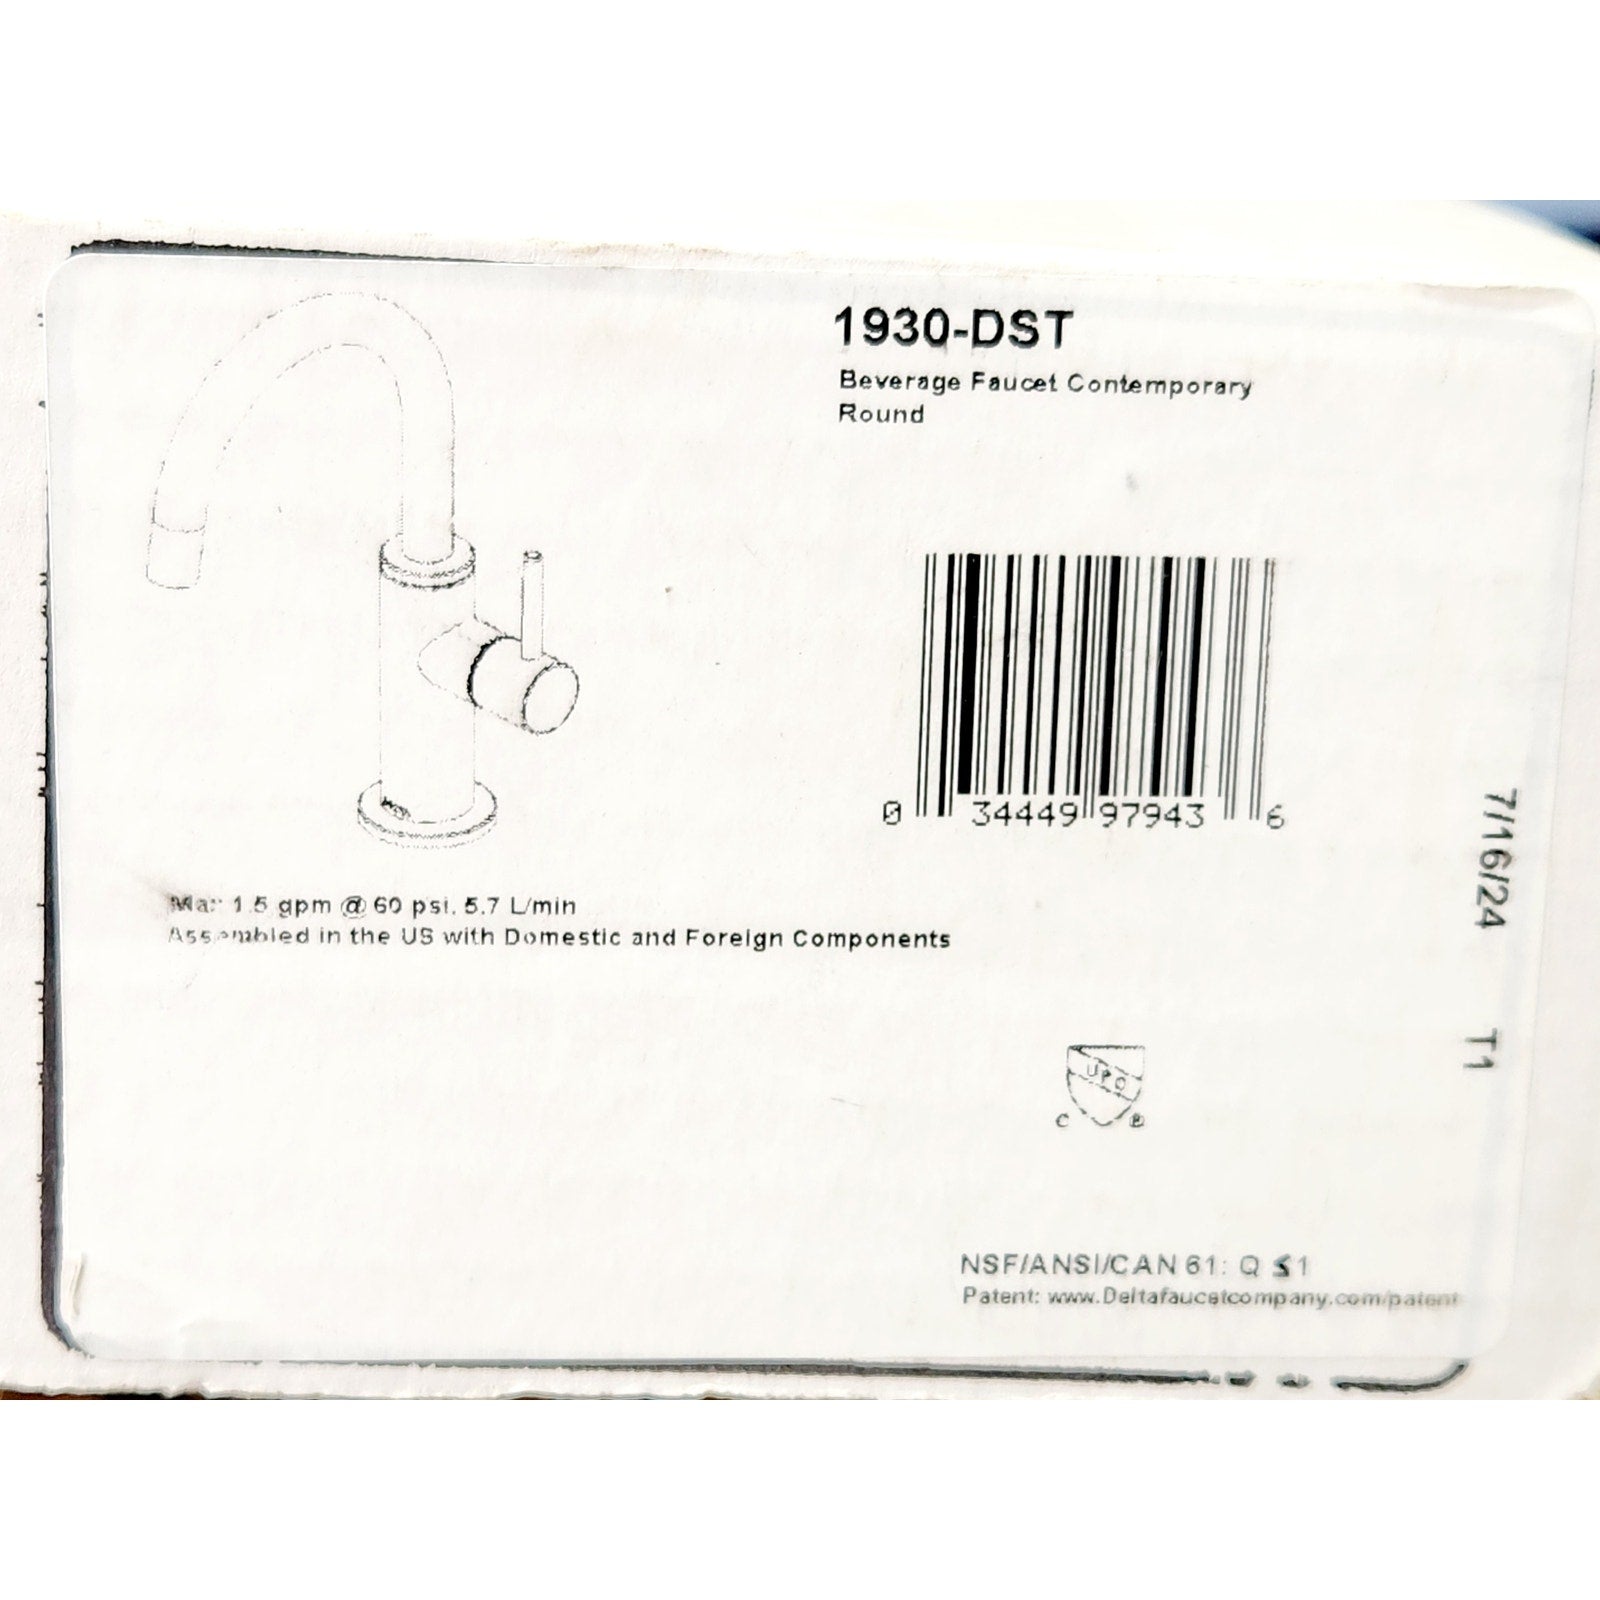 1930-DST
Beverage Faucet Contemporary
Round
0 34449 97943 6
7/16/24 T1
Max: 1.5 gpm @ 60 psi, 5.7 L/min
Assembled in the US with Domestic and Foreign Components
UPC
C
NSF/ANSI/CAN 61: Q ≤ 1
Patent: www.Deltafaucetcompany.com/patent